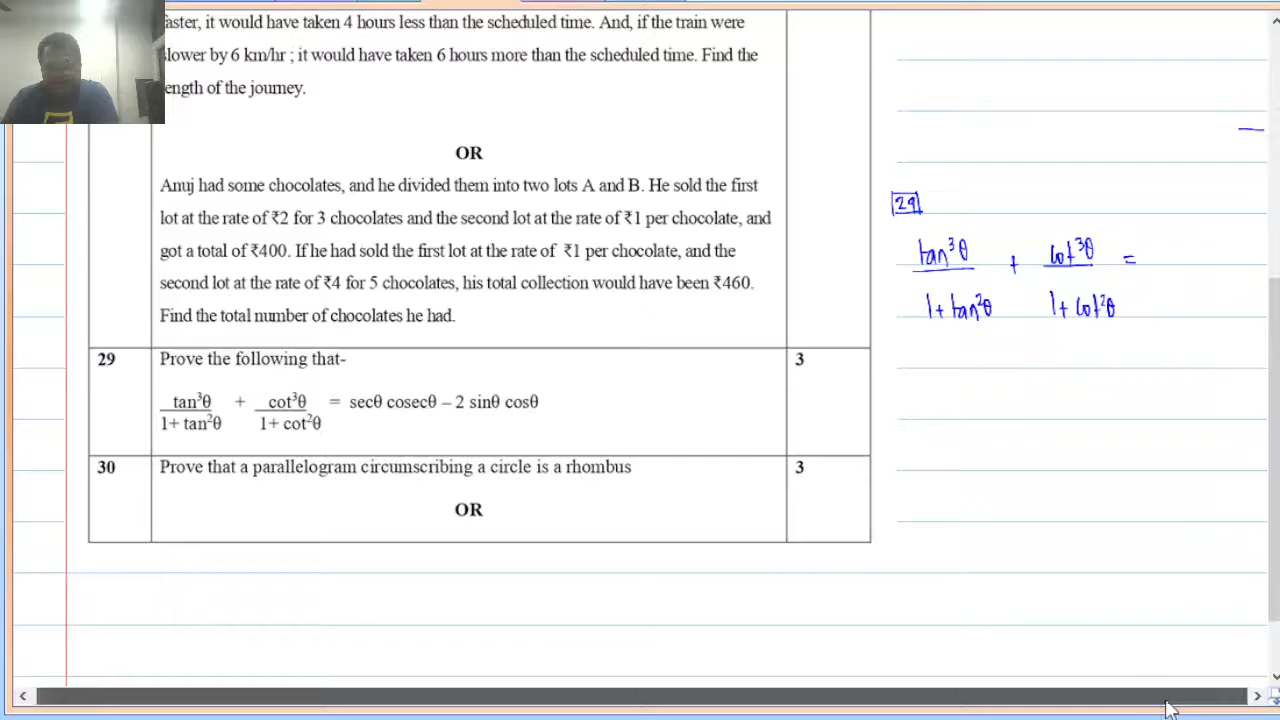 faster, it would have taken 4 hours less than the scheduled time. And, if the train were
slower by 6 km/hr ; it would have taken 6 hours more than the scheduled time. Find the
length of the journey.
OR
Anuj had some chocolates, and he divided them into two lots A and B. He sold the first
lot at the rate of ₹2 for 3 chocolates and the second lot at the rate of ₹1 per chocolate, and
got a total of ₹400. If he had sold the first lot at the rate of ₹1 per chocolate, and the
second lot at the rate of ₹4 for 5 chocolates, his total collection would have been ₹460.
Find the total number of chocolates he had.
29 Prove the following that- 3
tan³θ + cot³θ = secθ cosecθ – 2 sinθ cosθ
1+ tan²θ 1+ cot²θ
30 Prove that a parallelogram circumscribing a circle is a rhombus 3
OR
29
tan³θ + cot³θ =
1+ tan²θ 1+ cot²θ